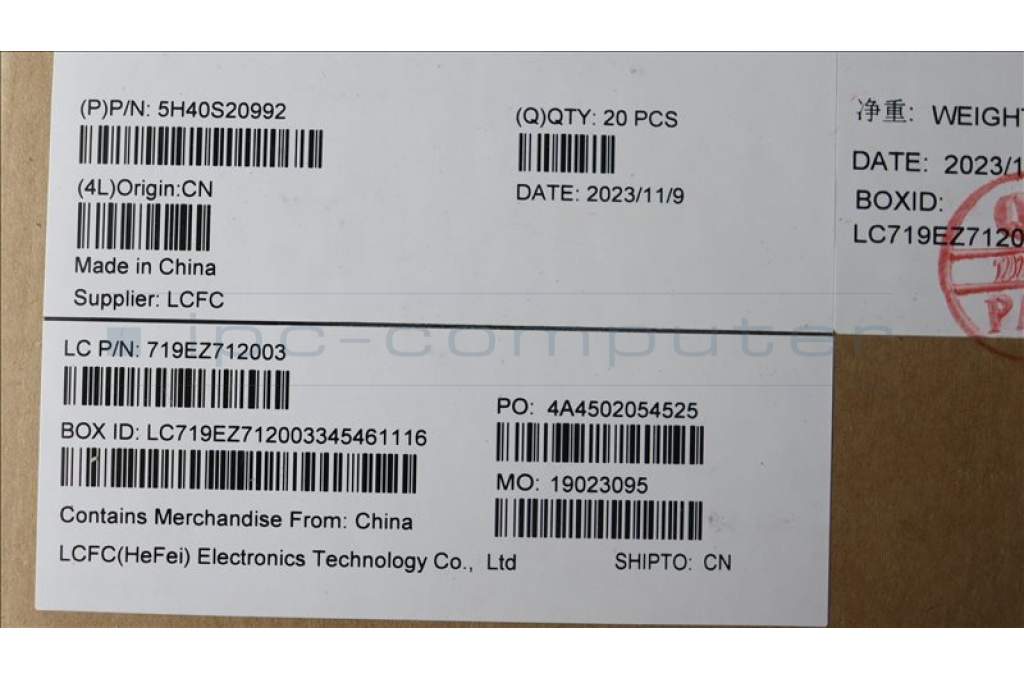 (P)P/N: 5H40S20992
(4L)Origin:CN
Made in China
Supplier: LCFC
(Q)QTY: 20 PCS
DATE: 2023/11/9
净重: WEIGHT
DATE: 2023/1
BOXID:
LC719EZ7120
ipc-computer
LC P/N: 719EZ712003
BOX ID: LC719EZ712003345461116
Contains Merchandise From: China
LCFC(HeFei) Electronics Technology Co., Ltd
PO: 4A4502054525
MO: 19023095
SHIPTO: CN